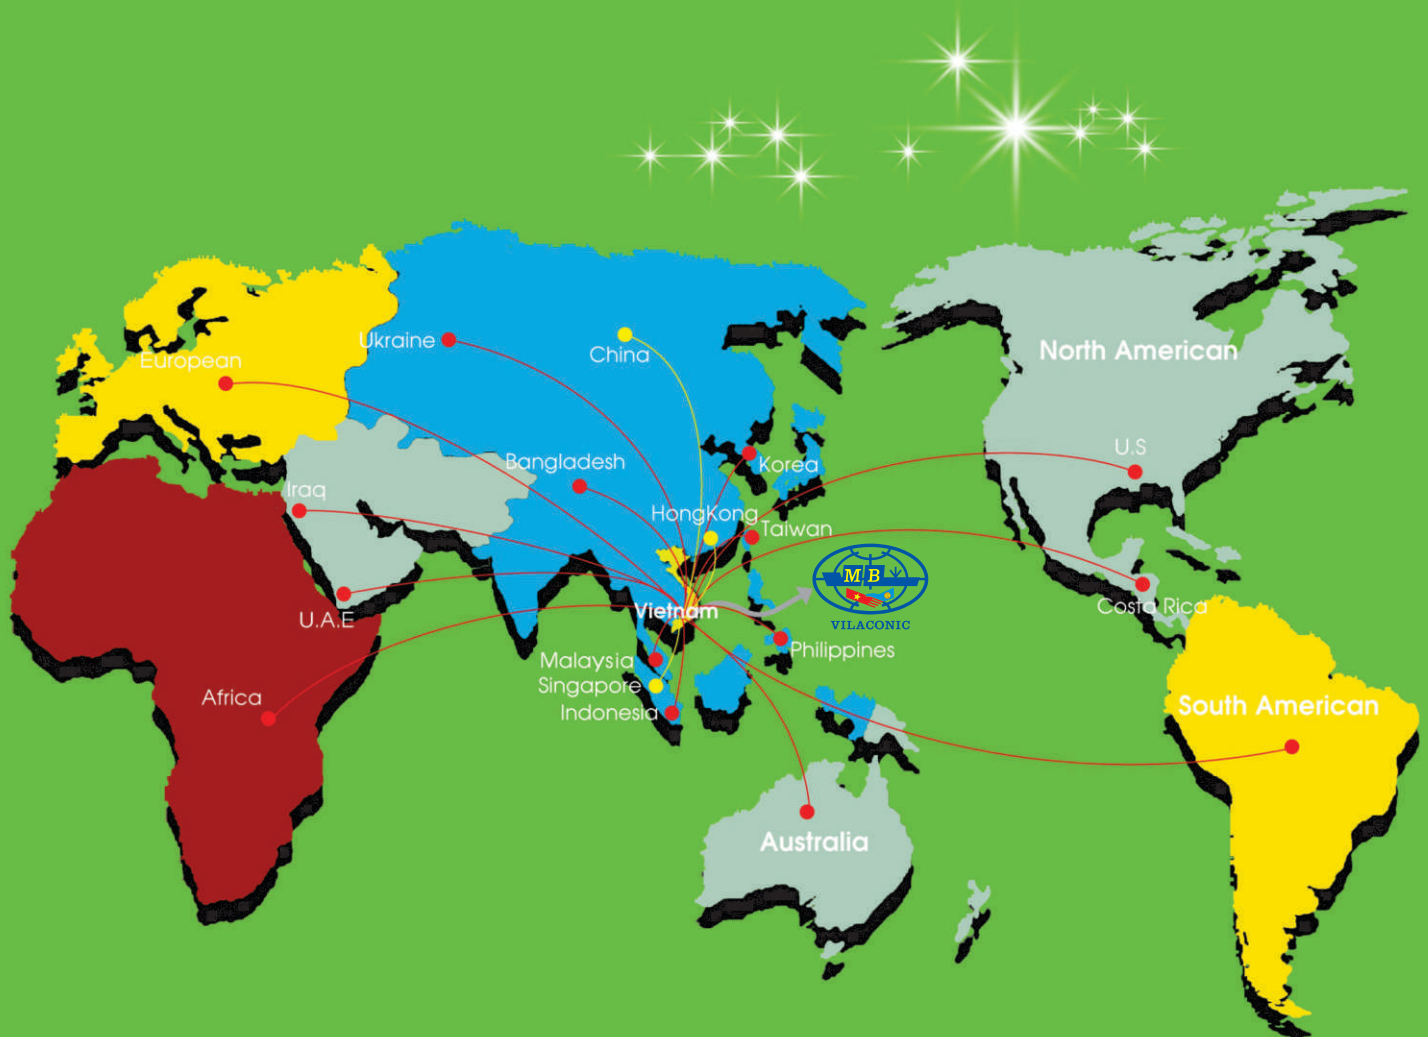 Ukraine
China
European
North American
U.S
Bangladesh
Korea
Iraq
HongKong
Taiwan
M B
U.A.E
Vietnam
VILACONIC
Costa Rica
Philippines
Malaysia
Singapore
Indonesia
Africa
South American
Australia